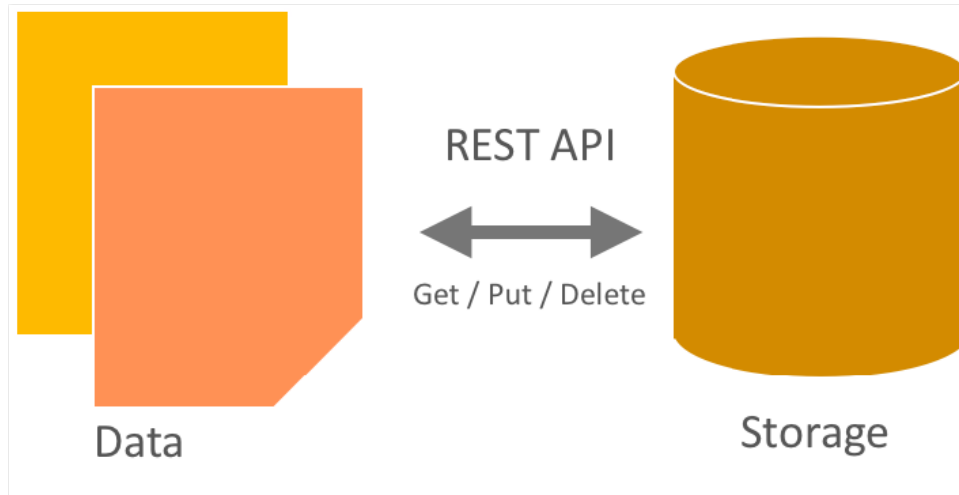 REST API
Get / Put / Delete
Data
Storage